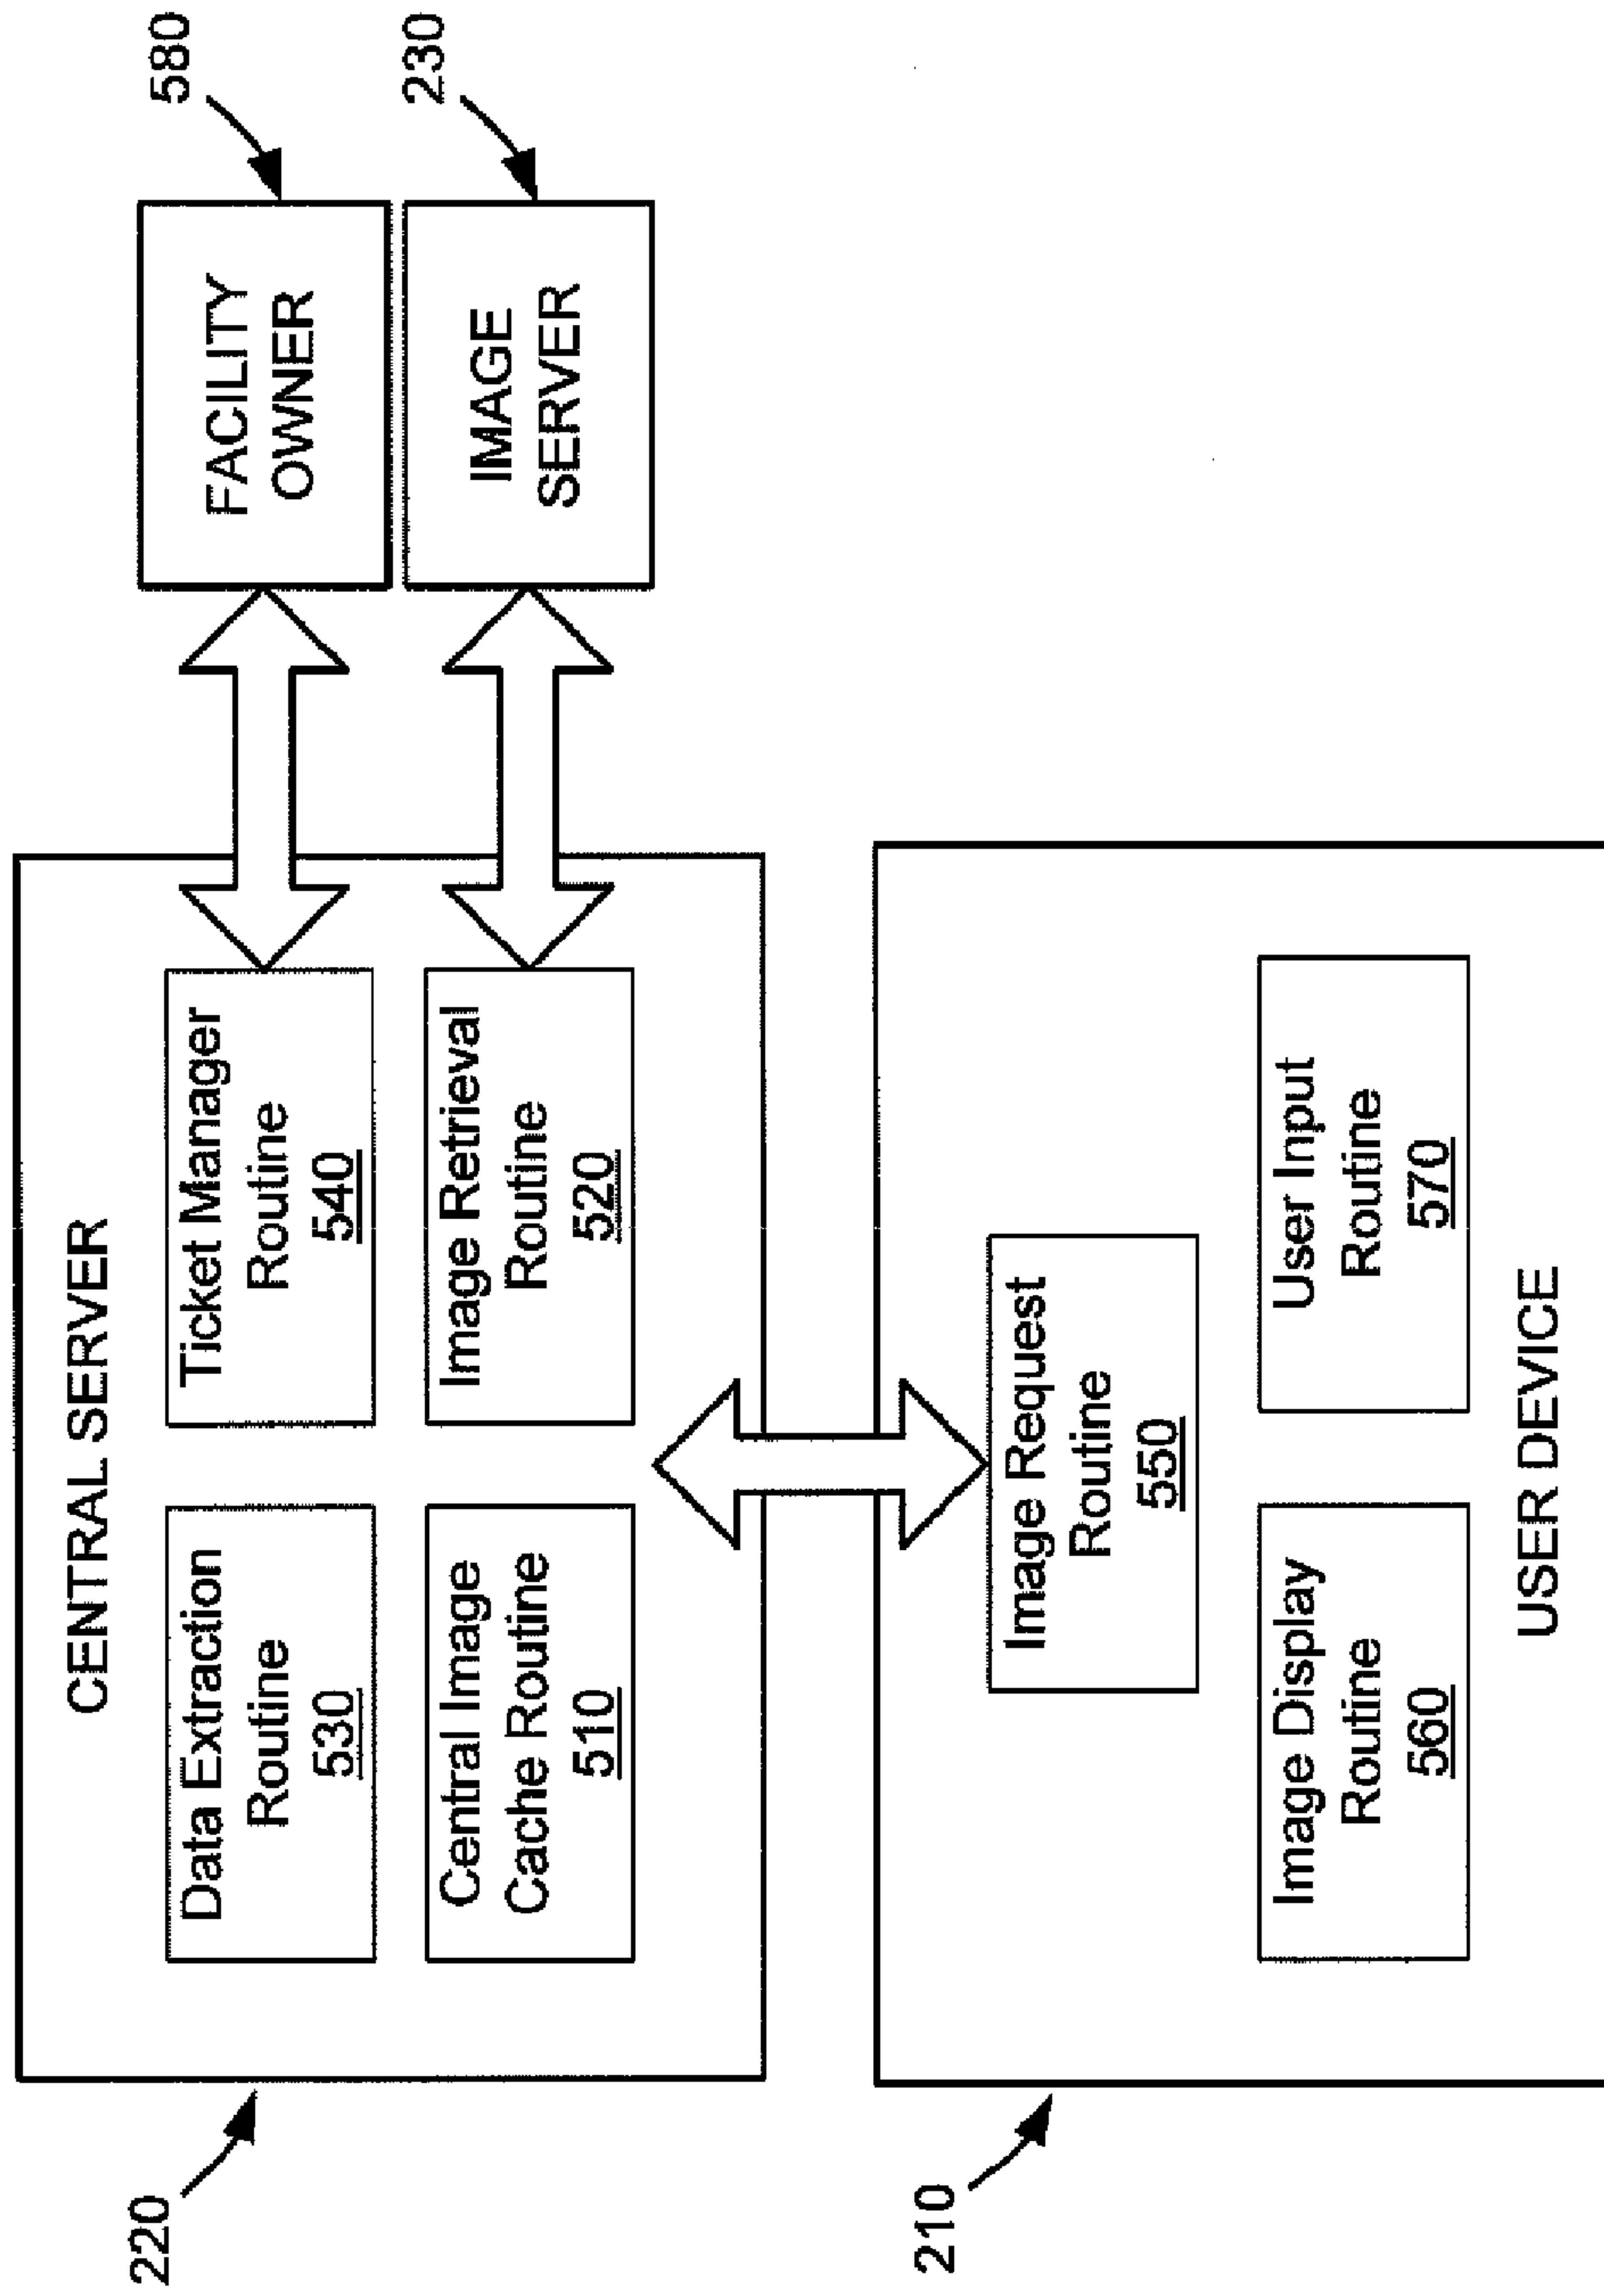 220
CENTRAL SERVER
Data Extraction
Routine
530
Ticket Manager
Routine
540
Central Image
Cache Routine
510
Image Retrieval
Routine
520
FACILITY
OWNER
580
IMAGE
SERVER
230
210
Image Request
Routine
550
Image Display
Routine
560
User Input
Routine
570
USER DEVICE